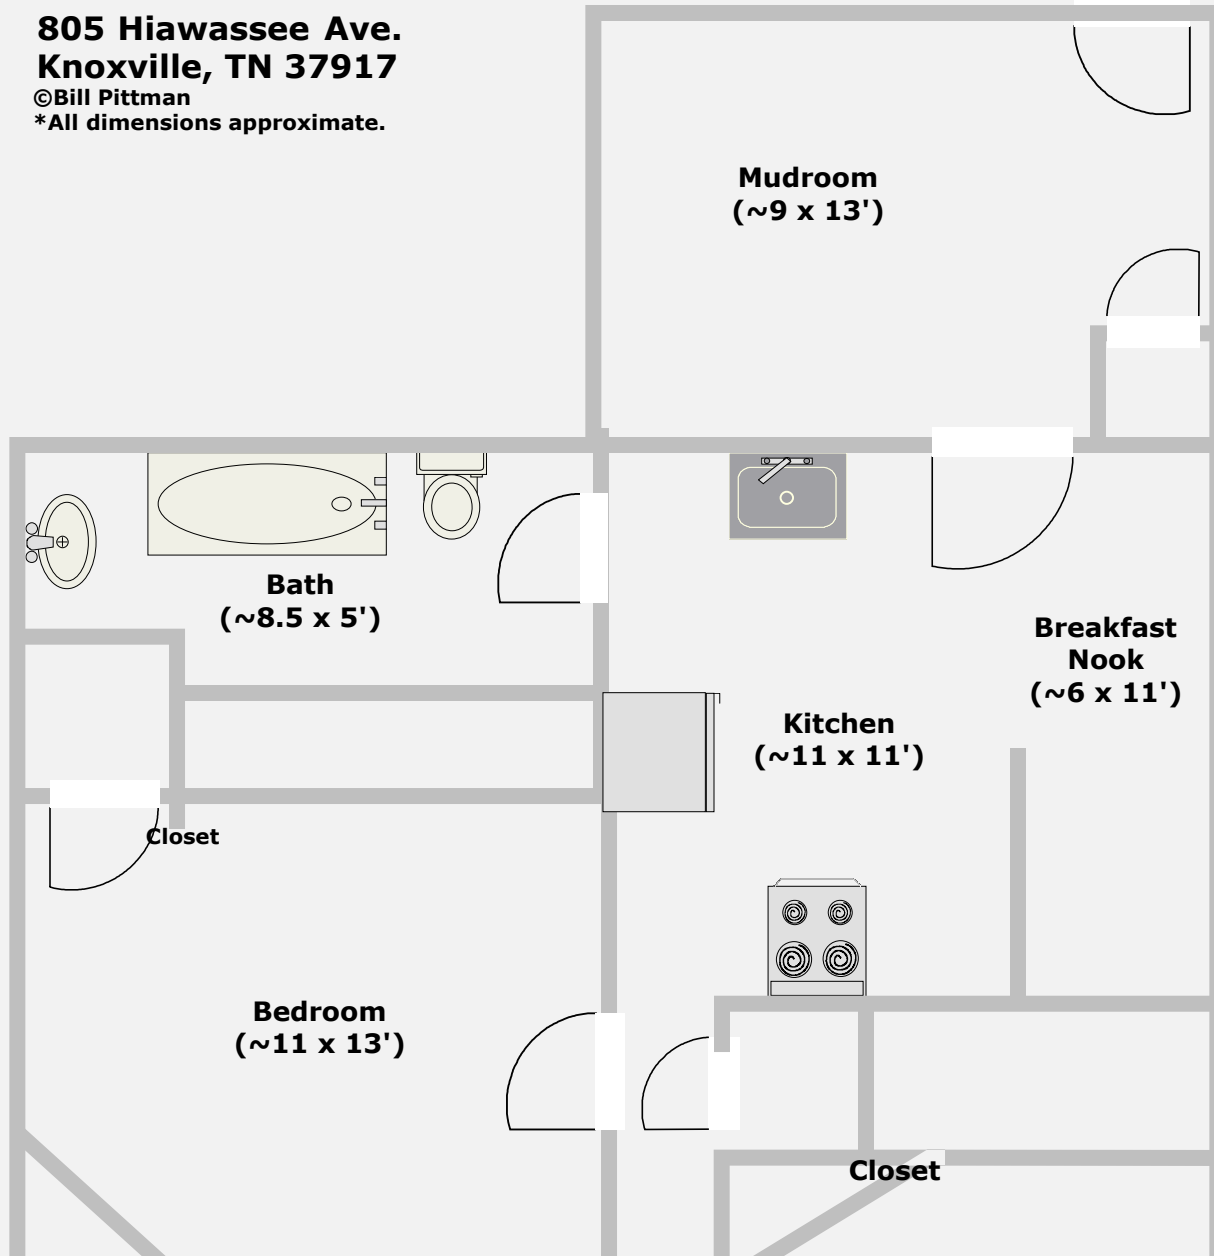 805 Hiawassee Ave.
Knoxville, TN 37917
©Bill Pittman
*All dimensions approximate.
Mudroom
(~9 x 13')
Bath
(~8.5 x 5')
Breakfast
Nook
(~6 x 11')
Kitchen
(~11 x 11')
Closet
Bedroom
(~11 x 13')
Closet